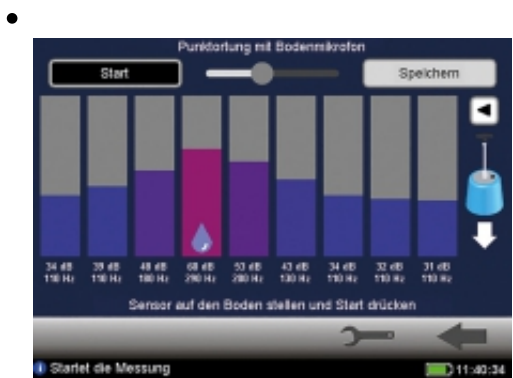 Punktortung mit Bodenmikrofon
Start
Speichern
34 dB 39 dB 48 dB 60 dB 53 dB 43 dB 34 dB 32 dB 31 dB
110 Hz 110 Hz 180 Hz 290 Hz 200 Hz 130 Hz 110 Hz 110 Hz 110 Hz
Sensor auf den Boden stellen und Start drücken
Startet die Messung
11:40:34